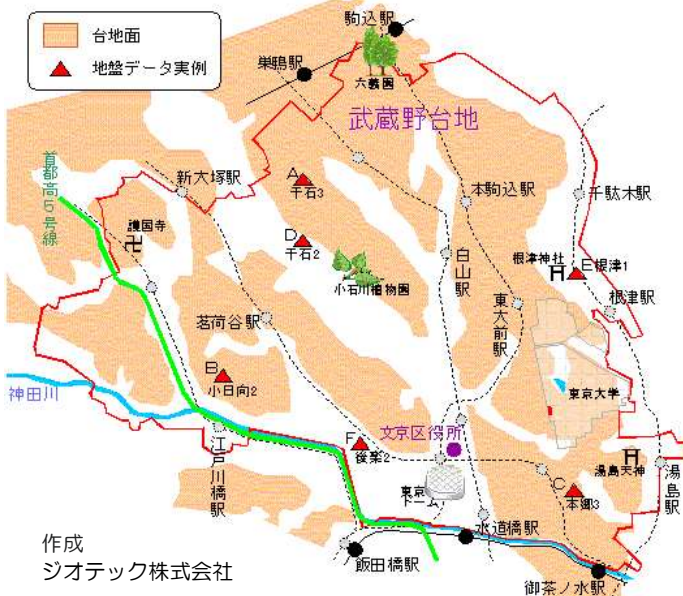 台地面
地盤データ実例
駒込駅
巣鴨駅
六義園
武蔵野台地
首都高5号線
新大塚駅
A
千石3
本駒込駅
千駄木駅
護国寺
D
千石2
白山駅
根津神社
E根津1
小石川植物園
根津駅
茗荷谷駅
東大前駅
B
小日向2
神田川
東京大学
江戸川橋駅
F
後楽2
文京区役所
湯島天神
湯島駅
東京
ドーム
C
本郷3
水道橋駅
飯田橋駅
御茶ノ水駅
作成
ジオテック株式会社